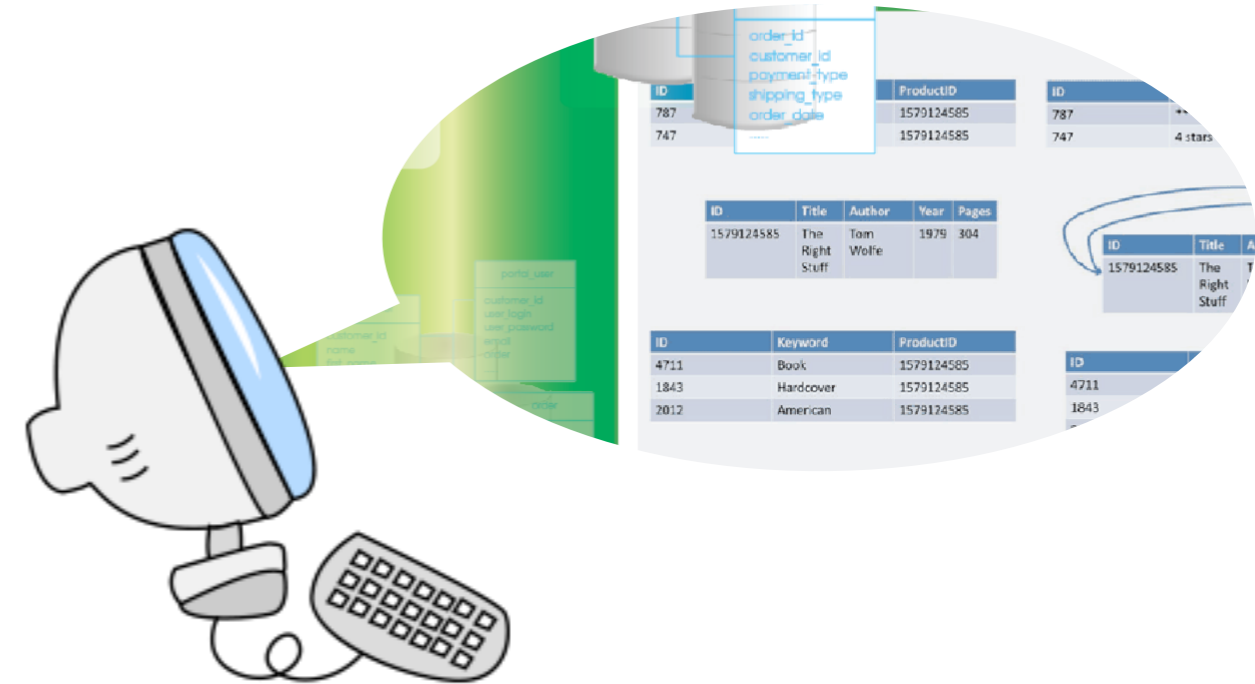 order_id
customer_id
payment_type
shipping_type
order_date
.....
ID ProductID
787 1579124585
747 1579124585
ID
787 **
747 4 stars
ID Title Author Year Pages
1579124585 The Tom 1979 304
Right Wolfe
Stuff
ID Title
1579124585 The
Right
Stuff
portal_user
customer_id
user_login
user_password
email
order
customer_id
name
order
ID Keyword ProductID
4711 Book 1579124585
1843 Hardcover 1579124585
2012 American 1579124585
ID
4711
1843